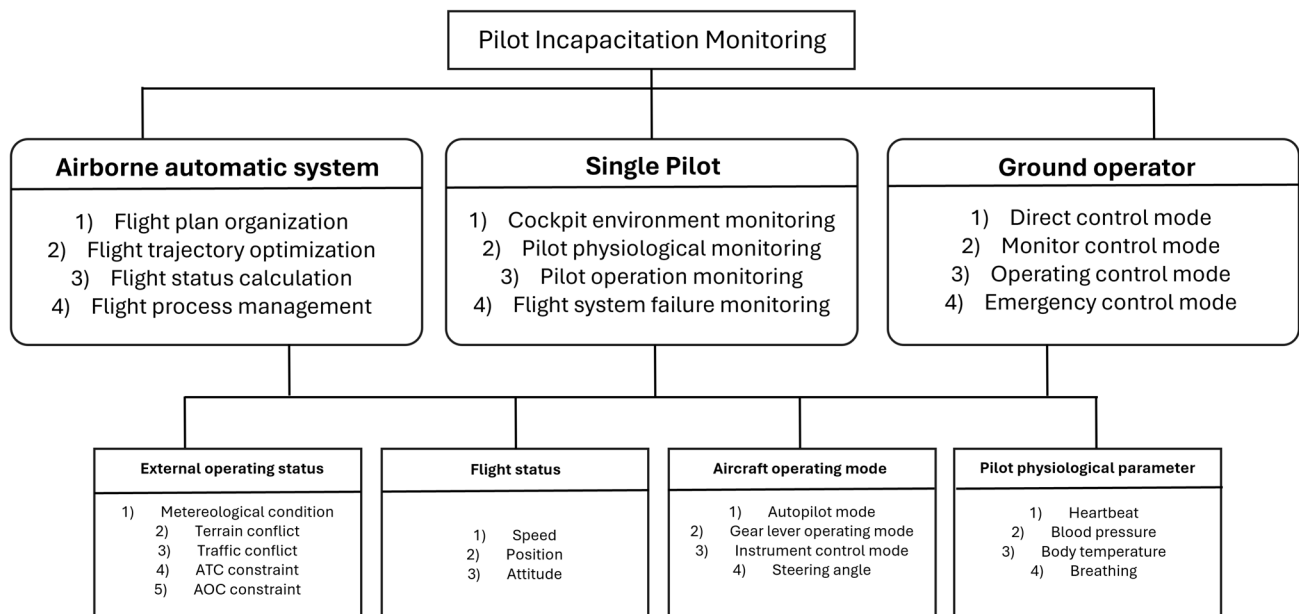 Pilot Incapacitation Monitoring
Airborne automatic system
1) Flight plan organization
2) Flight trajectory optimization
3) Flight status calculation
4) Flight process management
Single Pilot
1) Cockpit environment monitoring
2) Pilot physiological monitoring
3) Pilot operation monitoring
4) Flight system failure monitoring
Ground operator
1) Direct control mode
2) Monitor control mode
3) Operating control mode
4) Emergency control mode
External operating status
1) Metereological condition
2) Terrain conflict
3) Traffic conflict
4) ATC constraint
5) AOC constraint
Flight status
1) Speed
2) Position
3) Attitude
Aircraft operating mode
1) Autopilot mode
2) Gear lever operating mode
3) Instrument control mode
4) Steering angle
Pilot physiological parameter
1) Heartbeat
2) Blood pressure
3) Body temperature
4) Breathing